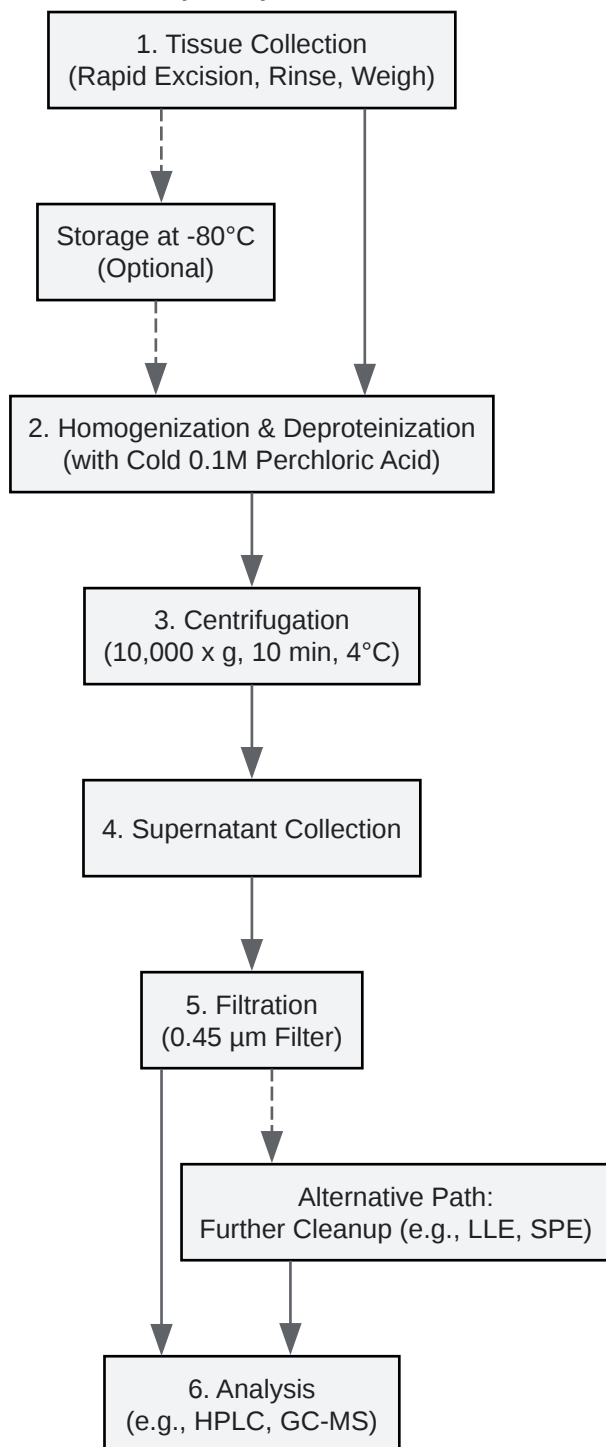 1. Tissue Collection
(Rapid Excision, Rinse, Weigh)
Storage at -80°C
(Optional)
2. Homogenization & Deproteinization
(with Cold 0.1M Perchloric Acid)
3. Centrifugation
(10,000 x g, 10 min, 4°C)
4. Supernatant Collection
5. Filtration
(0.45 µm Filter)
Alternative Path:
Further Cleanup (e.g., LLE, SPE)
6. Analysis
(e.g., HPLC, GC-MS)